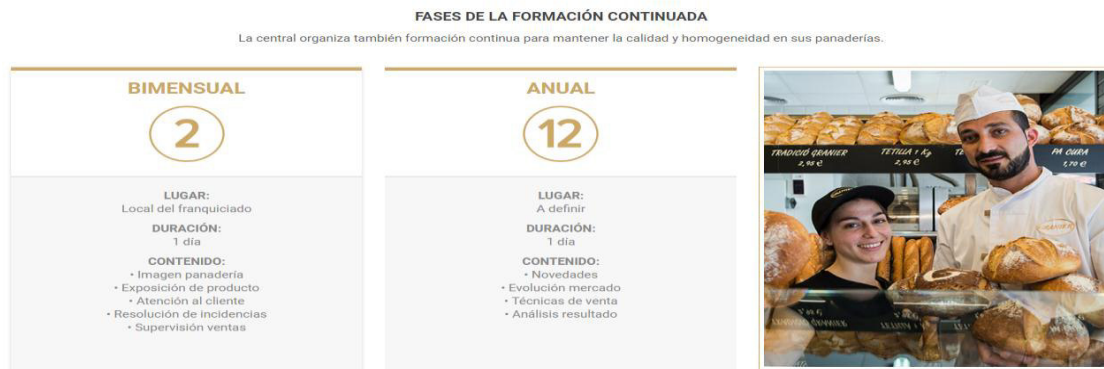 FASES DE LA FORMACIÓN CONTINUADA
La central organiza también formación continua para mantener la calidad y homogeneidad en sus panaderías.
BIMENSUAL
2
LUGAR:
Local del franquiciado
DURACIÓN:
1 día
CONTENIDO:
• Imagen panadería
• Exposición de producto
• Atención al cliente
• Resolución de incidencias
• Supervisión ventas
ANUAL
12
LUGAR:
A definir
DURACIÓN:
1 día
CONTENIDO:
• Novedades
• Evolución mercado
• Técnicas de venta
• Análisis resultado
TRADICIÓ GRANIER
2,95 €
TETILLA 1 Kg
2,95 €
PA CURA
1,70 €